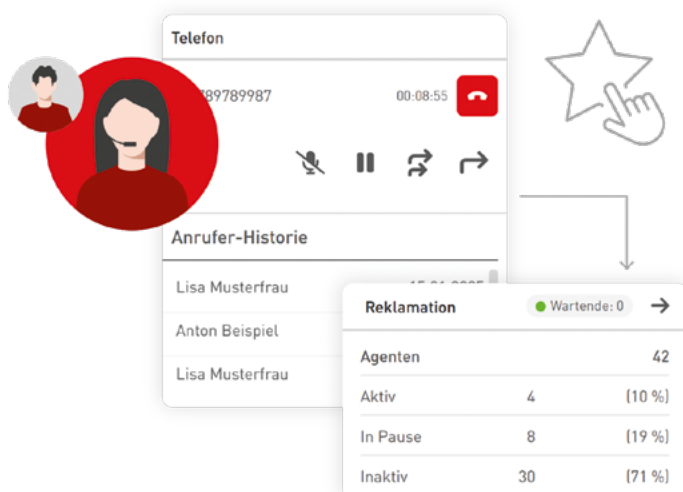 Telefon
789789987 00:08:55
Anrufer-Historie
Lisa Musterfrau
Anton Beispiel
Lisa Musterfrau
Reklamation Wartende: 0
Agenten 42
Aktiv 4 (10 %)
In Pause 8 (19 %)
Inaktiv 30 (71 %)